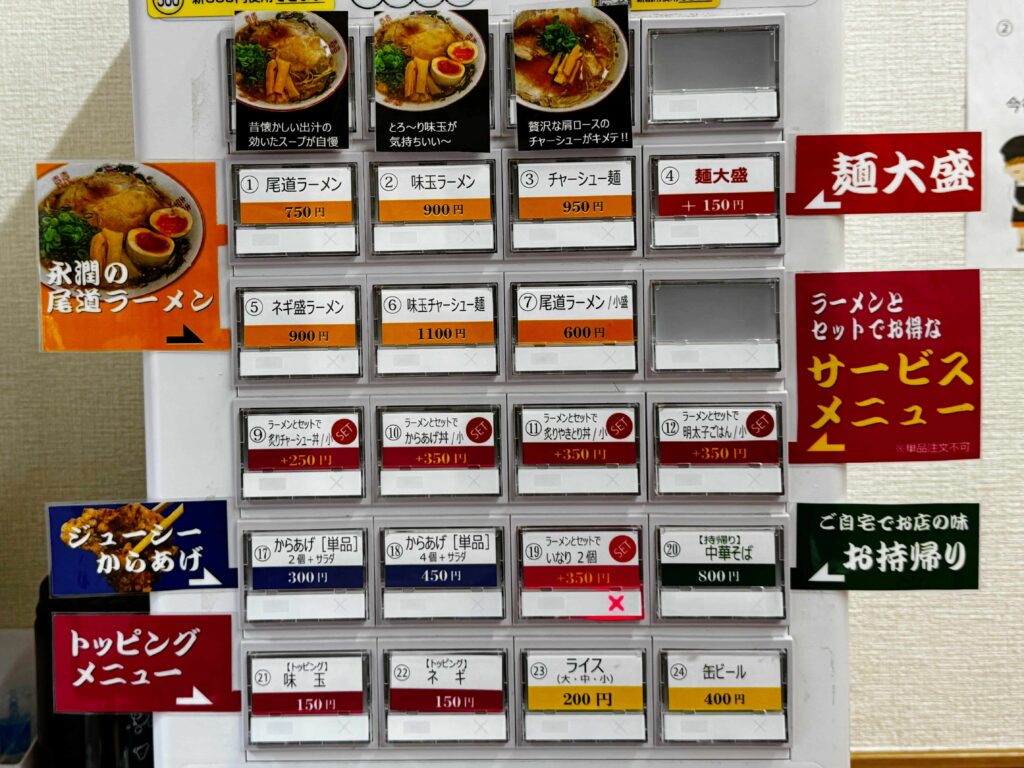 昔懐かしい出汁の
効いたスープが自慢
とろ〜り味玉が
気持ちいい〜
贅沢な肩ロースの
チャーシューがキメテ!!
永潤の
尾道ラーメン
① 尾道ラーメン
750円
② 味玉ラーメン
900円
③ チャーシュー麺
950円
④ 麺大盛
+150円
麺大盛
⑤ ネギ盛ラーメン
900円
⑥ 味玉チャーシュー麺
1100円
⑦ 尾道ラーメン/小盛
600円
ラーメンと
セットでお得な
サービス
メニュー
※単品注文不可
⑨ ラーメンとセットで
炙りチャーシュー丼/小
SET
+250円
⑩ ラーメンとセットで
からあげ丼/小
SET
+350円
⑪ ラーメンとセットで
炙りやきとり丼/小
SET
+350円
⑫ ラーメンとセットで
明太子ごはん/小
SET
+350円
ジューシー
からあげ
⑰ からあげ[単品]
2個+サラダ
300円
⑱ からあげ[単品]
4個+サラダ
450円
⑲ ラーメンとセットで
いなり 2個
SET
+350円
×
⑳ 【持帰り】
中華そば
800円
ご自宅でお店の味
お持帰り
トッピング
メニュー
㉑ 【トッピング】
味玉
150円
㉒ 【トッピング】
ネギ
150円
㉓ ライス
(大・中・小)
200円
㉔ 缶ビール
400円
②